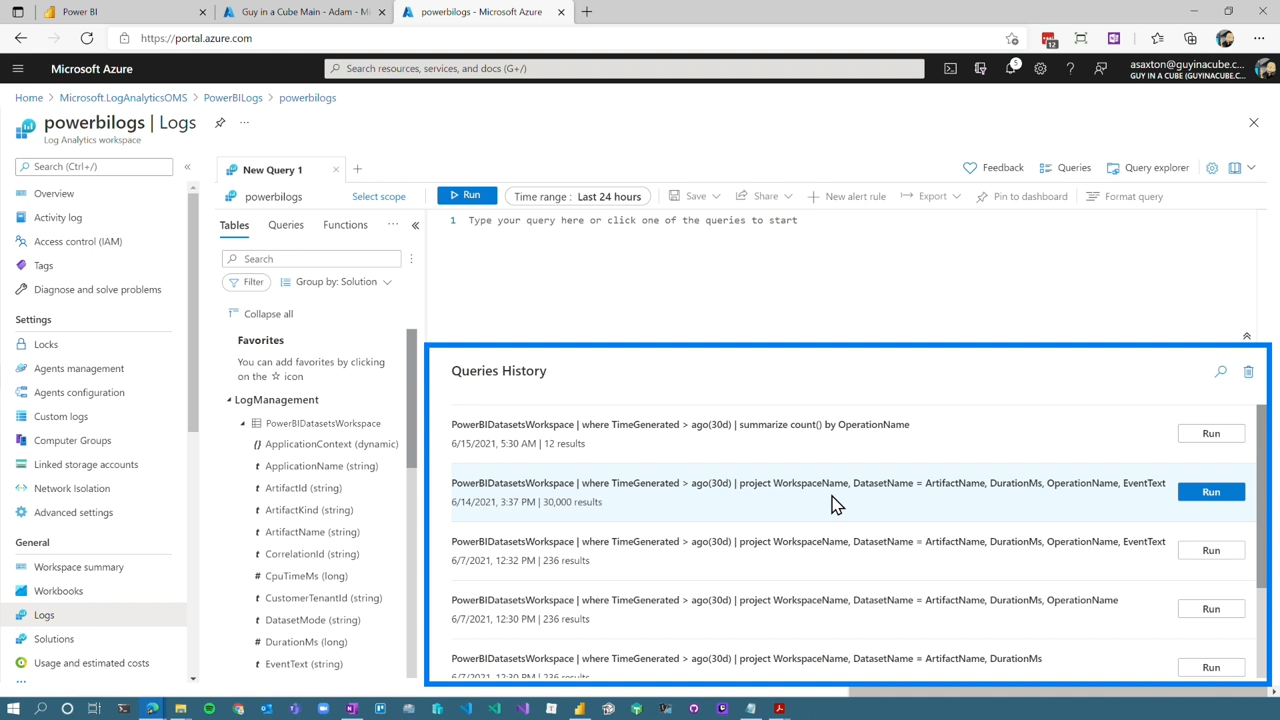 Power BI
Guy in a Cube Main - Adam - Mi
powerbilogs - Microsoft Azure
https://portal.azure.com
12
Microsoft Azure
Search resources, services, and docs (G+/)
5
asaxton@guyinacube.c...
GUY IN A CUBE (GUYINACUBE.C...
Home > Microsoft.LogAnalyticsOMS > PowerBILogs > powerbilogs
powerbilogs | Logs
Log Analytics workspace
Search (Ctrl+/)
Overview
Activity log
Access control (IAM)
Tags
Diagnose and solve problems
Settings
Locks
Agents management
Agents configuration
Custom logs
Computer Groups
Linked storage accounts
Network Isolation
Advanced settings
General
Workspace summary
Workbooks
Logs
Solutions
Usage and estimated costs
New Query 1
Feedback
Queries
Query explorer
powerbilogs
Select scope
Run
Time range : Last 24 hours
Save
Share
New alert rule
Export
Pin to dashboard
Format query
Tables
Queries
Functions
Search
Filter
Group by: Solution
Collapse all
Favorites
You can add favorites by clicking
on the ☆ icon
LogManagement
PowerBIDatasetsWorkspace
{} ApplicationContext (dynamic)
t ApplicationName (string)
t ArtifactId (string)
t ArtifactKind (string)
t ArtifactName (string)
t CorrelationId (string)
# CpuTimeMs (long)
t CustomerTenantId (string)
t DatasetMode (string)
# DurationMs (long)
t EventText (string)
1 Type your query here or click one of the queries to start
Queries History
PowerBIDatasetsWorkspace | where TimeGenerated > ago(30d) | summarize count() by OperationName
6/15/2021, 5:30 AM | 12 results
Run
PowerBIDatasetsWorkspace | where TimeGenerated > ago(30d) | project WorkspaceName, DatasetName = ArtifactName, DurationMs, OperationName, EventText
6/14/2021, 3:37 PM | 30,000 results
Run
PowerBIDatasetsWorkspace | where TimeGenerated > ago(30d) | project WorkspaceName, DatasetName = ArtifactName, DurationMs, OperationName, EventText
6/7/2021, 12:32 PM | 236 results
Run
PowerBIDatasetsWorkspace | where TimeGenerated > ago(30d) | project WorkspaceName, DatasetName = ArtifactName, DurationMs, OperationName
6/7/2021, 12:30 PM | 236 results
Run
PowerBIDatasetsWorkspace | where TimeGenerated > ago(30d) | project WorkspaceName, DatasetName = ArtifactName, DurationMs
6/7/2021, 12:30 PM | 236 results
Run